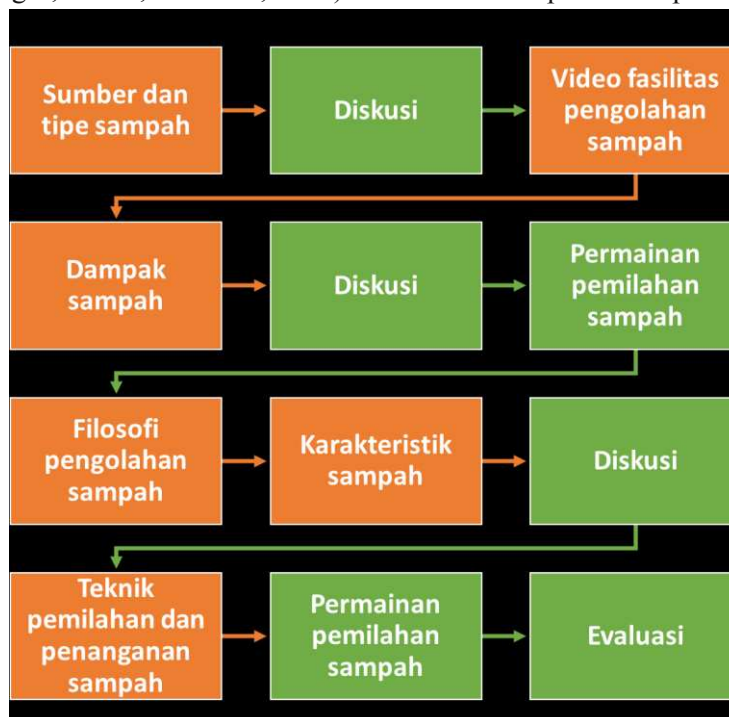 Sumber dan
tipe sampah
Diskusi
Video fasilitas
pengolahan
sampah
Dampak
sampah
Diskusi
Permainan
pemilahan
sampah
Filosofi
pengolahan
sampah
Karakteristik
sampah
Diskusi
Teknik
pemilahan dan
penanganan
sampah
Permainan
pemilahan
sampah
Evaluasi